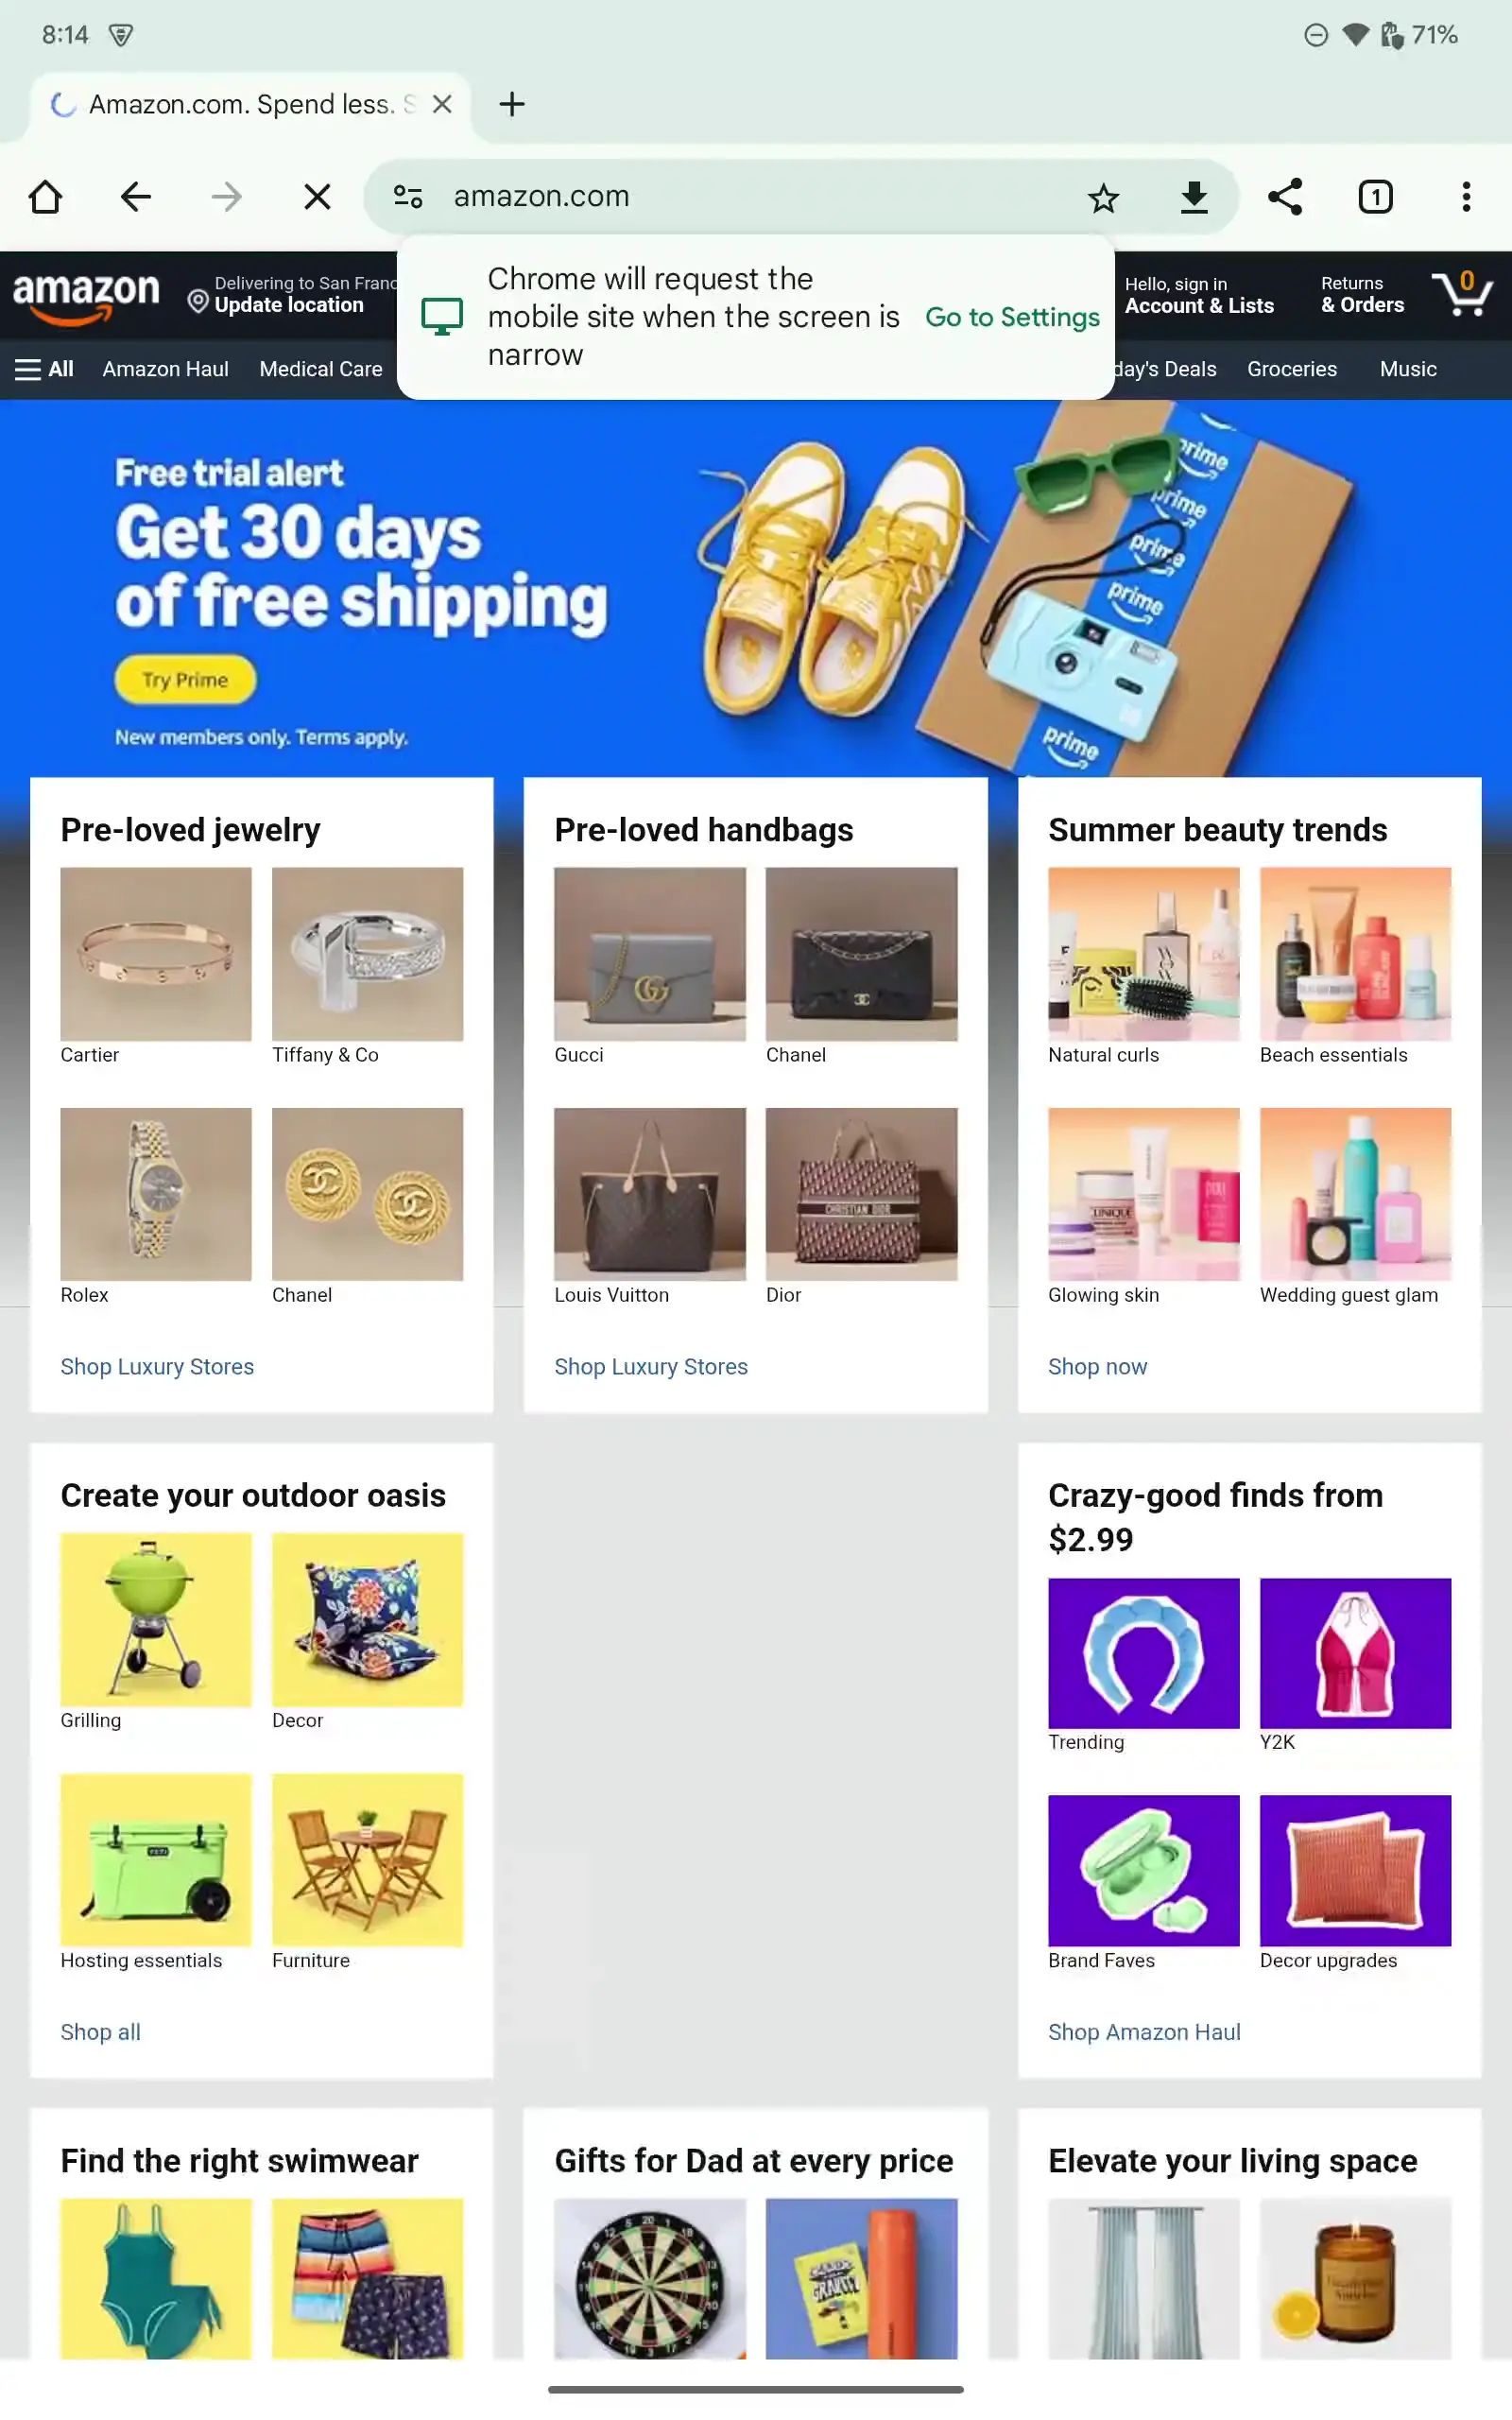 8:14
71%
Amazon.com. Spend less. S
amazon.com
1
Chrome will request the
mobile site when the screen is
narrow
Go to Settings
amazon
Delivering to San Franc
Update location
Hello, sign in
Account & Lists
Returns
& Orders
0
All
Amazon Haul
Medical Care
day's Deals
Groceries
Music
Free trial alert
Get 30 days
of free shipping
Try Prime
New members only. Terms apply.
prime
prime
prime
prime
prime
Pre-loved jewelry
Cartier
Tiffany & Co
Rolex
Chanel
Shop Luxury Stores
Pre-loved handbags
Gucci
Chanel
Louis Vuitton
CHRISTIAN DIOR
Dior
Shop Luxury Stores
Summer beauty trends
Natural curls
Beach essentials
Glowing skin
Wedding guest glam
Shop now
Create your outdoor oasis
Grilling
Decor
YETI
Hosting essentials
Furniture
Shop all
Crazy-good finds from
$2.99
Trending
Y2K
Brand Faves
Decor upgrades
Shop Amazon Haul
Find the right swimwear
Gifts for Dad at every price
Elevate your living space